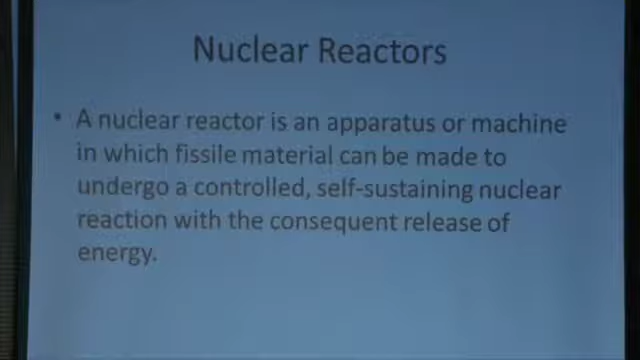 Nuclear Reactors
• A nuclear reactor is an apparatus or machine
in which fissile material can be made to
undergo a controlled, self-sustaining nuclear
reaction with the consequent release of
energy.